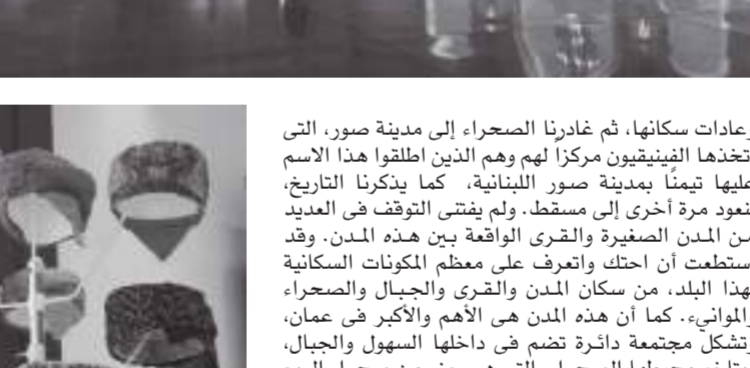 وعادات سكانها، ثم غادرنا الصحراء إلى مدينة صور، التى
اتخذها الفينيقيون مركزاً لهم وهم الذين اطلقوا هذا الاسم
عليها تيمنًا بمدينة صور اللبنانية، كما يذكرنا التاريخ،
لنعود مرة أخرى إلى مسقط. ولم يفتنى التوقف فى العديد
من المدن الصغيرة والقرى الواقعة بين هذه المدن. وقد
استطعت أن احتك واتعرف على معظم المكونات السكانية
لهذا البلد، من سكان المدن والقرى والجبال والصحراء
والموانيء. كما أن هذه المدن هى الأهم والأكبر فى عمان،
وتشكل مجتمعة دائرة تضم فى داخلها السهول والجبال،